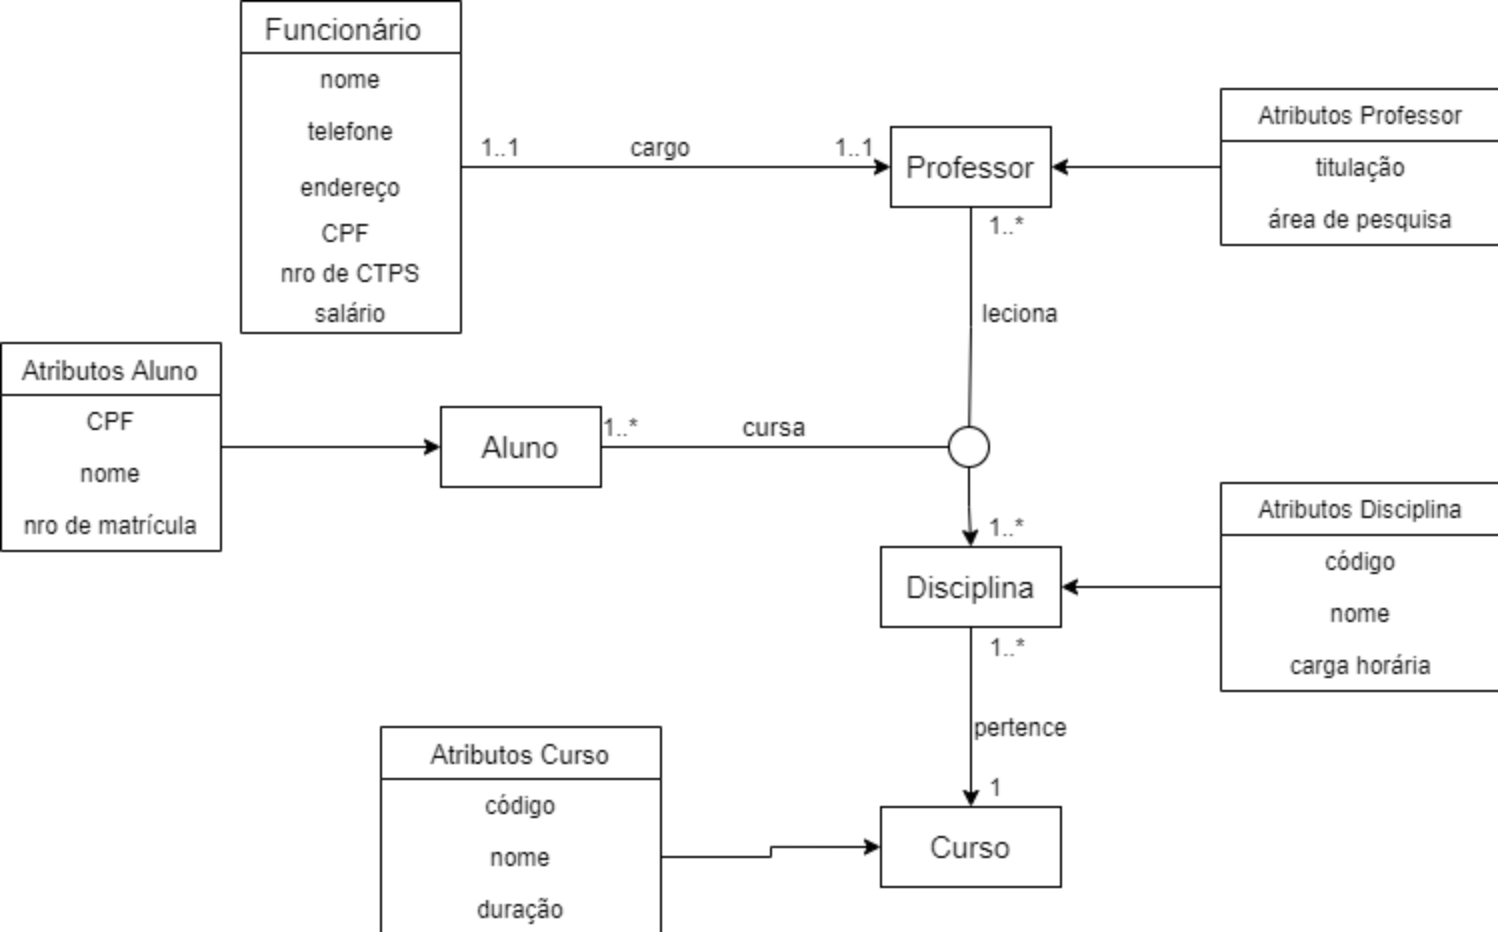 Funcionário
nome
telefone
endereço
CPF
nro de CTPS
salário
1..1
cargo
1..1
Professor
1..*
Atributos Professor
titulação
área de pesquisa
leciona
Atributos Aluno
CPF
nome
nro de matrícula
Aluno
1..*
cursa
1..*
Disciplina
1..*
Atributos Disciplina
código
nome
carga horária
pertence
1
Curso
Atributos Curso
código
nome
duração